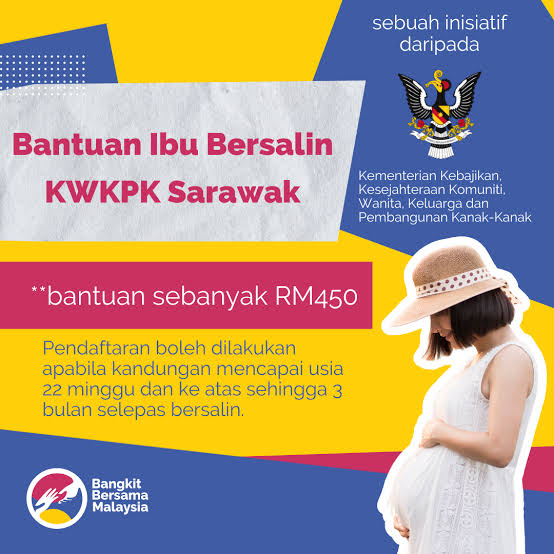 sebuah inisiatif
daripada
Bantuan Ibu Bersalin
KWKPK Sarawak
Kementerian Kebajikan,
Kesejahteraan Komuniti,
Wanita, Keluarga dan
Pembangunan Kanak-Kanak
**bantuan sebanyak RM450
Pendaftaran boleh dilakukan
apabila kandungan mencapai usia
22 minggu dan ke atas sehingga 3
bulan selepas bersalin.
Bangkit
Bersama
Malaysia